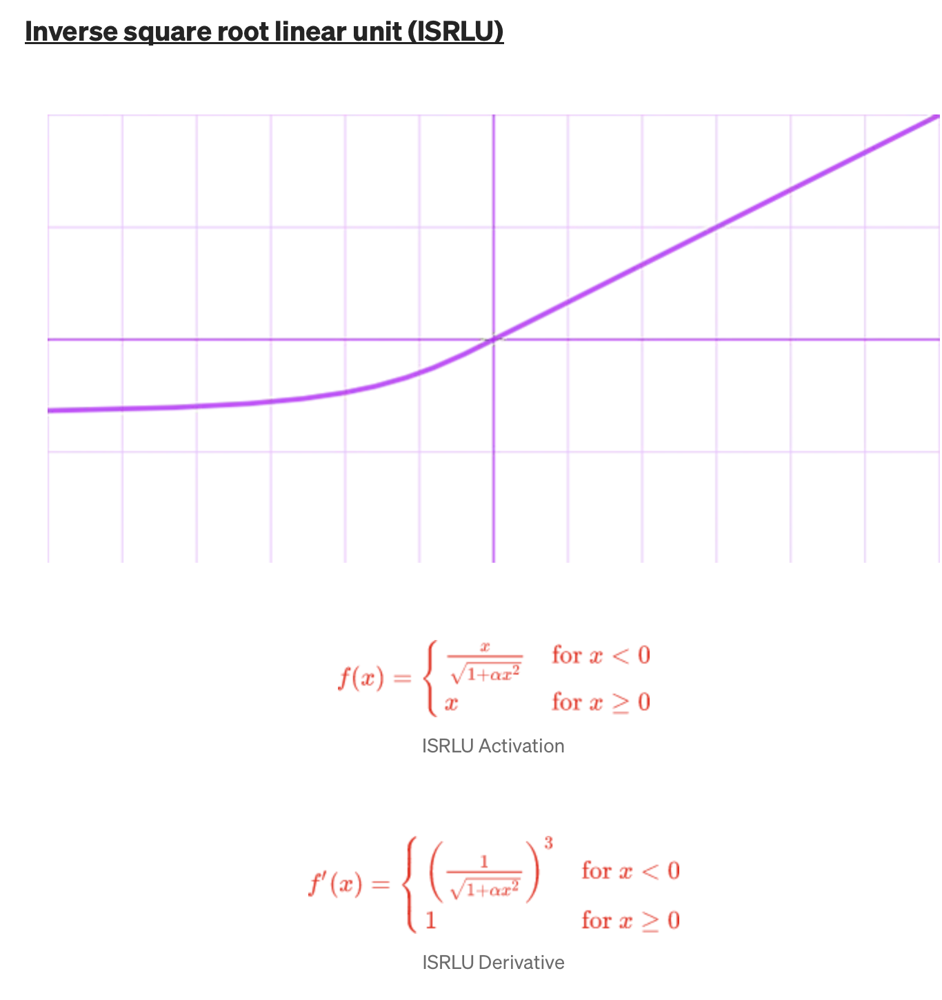 Inverse square root linear unit (ISRLU)
f(x) = { x / √(1+αx²) for x < 0
x for x ≥ 0
ISRLU Activation
f′(x) = { (1 / √(1+αx²))³ for x < 0
1 for x ≥ 0
ISRLU Derivative